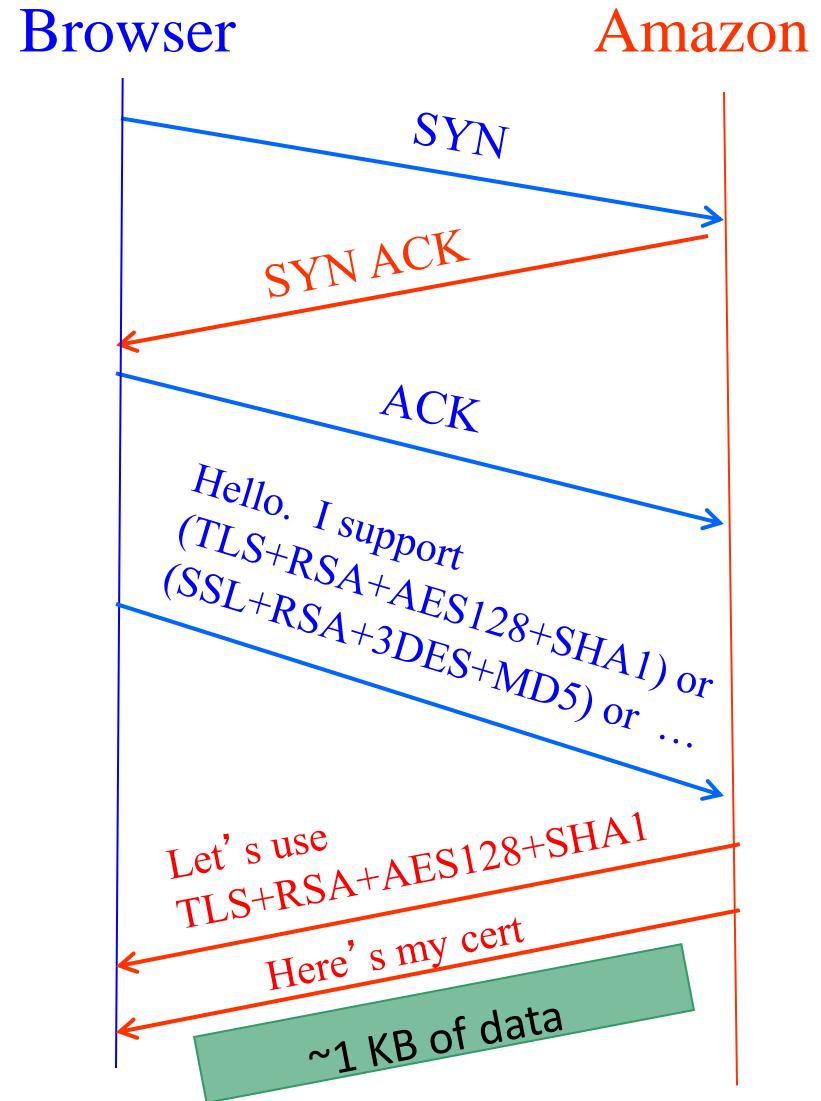 Browser
Amazon
SYN
SYN ACK
ACK
Hello. I support
(TLS+RSA+AES128+SHA1) or
(SSL+RSA+3DES+MD5) or …
Let’s use
TLS+RSA+AES128+SHA1
Here’s my cert
~1 KB of data